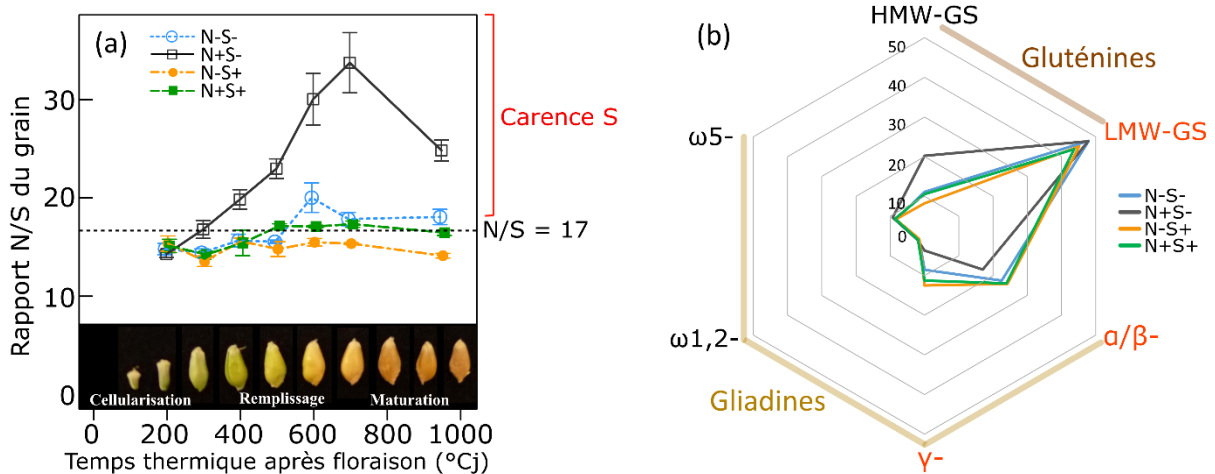 (a)
N-S-
N+S-
N-S+
N+S+
Rapport N/S du grain
30
20
10
0
Carence S
N/S = 17
Cellularisation
Remplissage
Maturation
0
200
400
600
800
1000
Temps thermique après floraison (°Cj)
(b)
HMW-GS
Gluténines
LMW-GS
α/β-
γ-
Gliadines
ω1,2-
ω5-
50
40
30
20
10
0
N-S-
N+S-
N-S+
N+S+